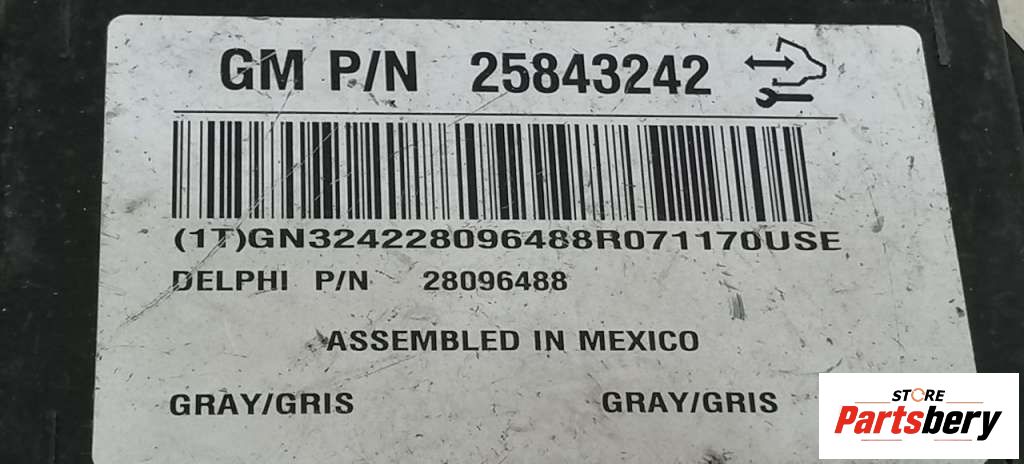 GM P/N 25843242
(1T)GN324228096488R071170USE
DELPHI P/N 28096488
ASSEMBLED IN MEXICO
GRAY/GRIS GRAY/GRIS
STORE
Partsbery